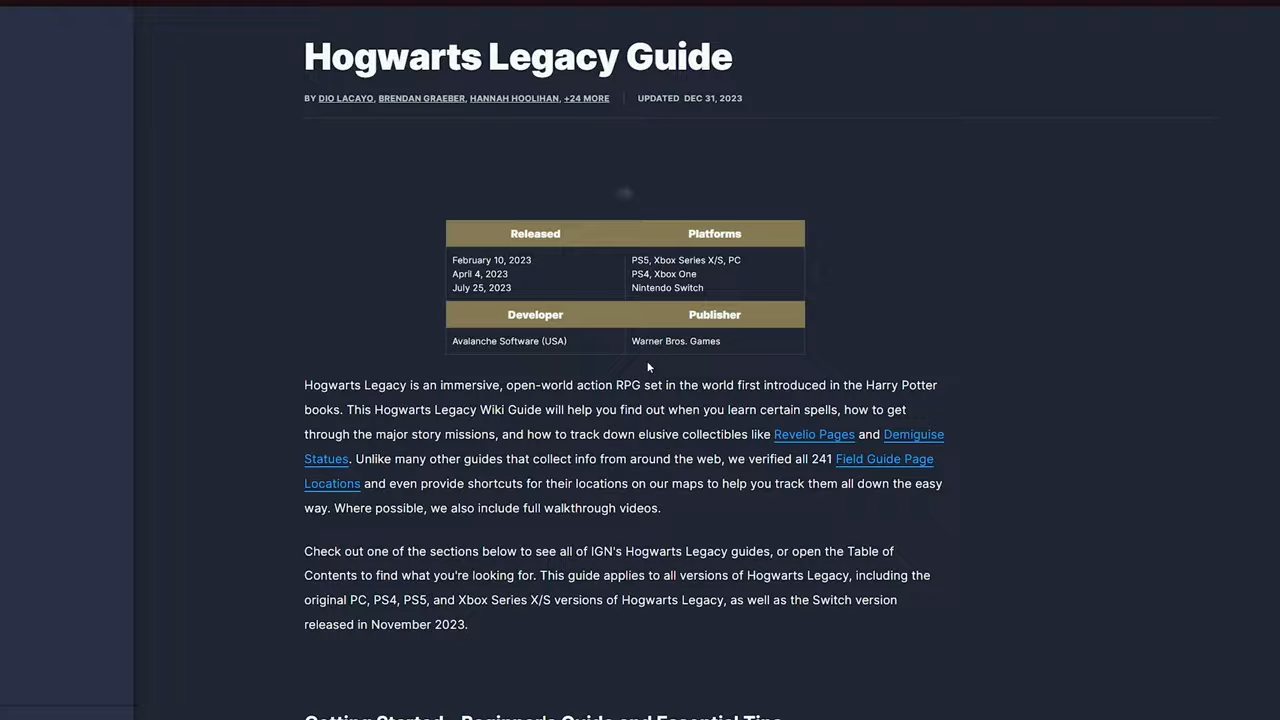 Hogwarts Legacy Guide
BY DIO LACAYO, BRENDAN GRAEBER, HANNAH HOOLIHAN, +24 MORE UPDATED DEC 31, 2023
Released Platforms
February 10, 2023 PS5, Xbox Series X/S, PC
April 4, 2023 PS4, Xbox One
July 25, 2023 Nintendo Switch
Developer Publisher
Avalanche Software (USA) Warner Bros. Games
Hogwarts Legacy is an immersive, open-world action RPG set in the world first introduced in the Harry Potter
books. This Hogwarts Legacy Wiki Guide will help you find out when you learn certain spells, how to get
through the major story missions, and how to track down elusive collectibles like Revelio Pages and Demiguise
Statues. Unlike many other guides that collect info from around the web, we verified all 241 Field Guide Page
Locations and even provide shortcuts for their locations on our maps to help you track them all down the easy
way. Where possible, we also include full walkthrough videos.
Check out one of the sections below to see all of IGN's Hogwarts Legacy guides, or open the Table of
Contents to find what you're looking for. This guide applies to all versions of Hogwarts Legacy, including the
original PC, PS4, PS5, and Xbox Series X/S versions of Hogwarts Legacy, as well as the Switch version
released in November 2023.
Getting Started - Beginner's Guide and Essential Tips